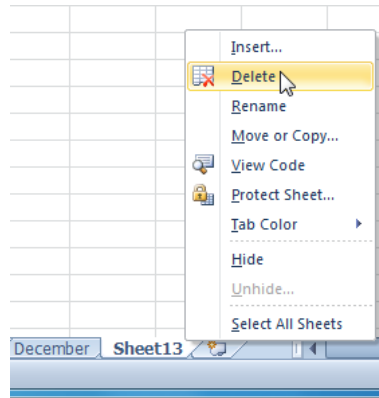 Insert...
Delete
Rename
Move or Copy...
View Code
Protect Sheet...
Tab Color
Hide
Unhide...
Select All Sheets
December Sheet13